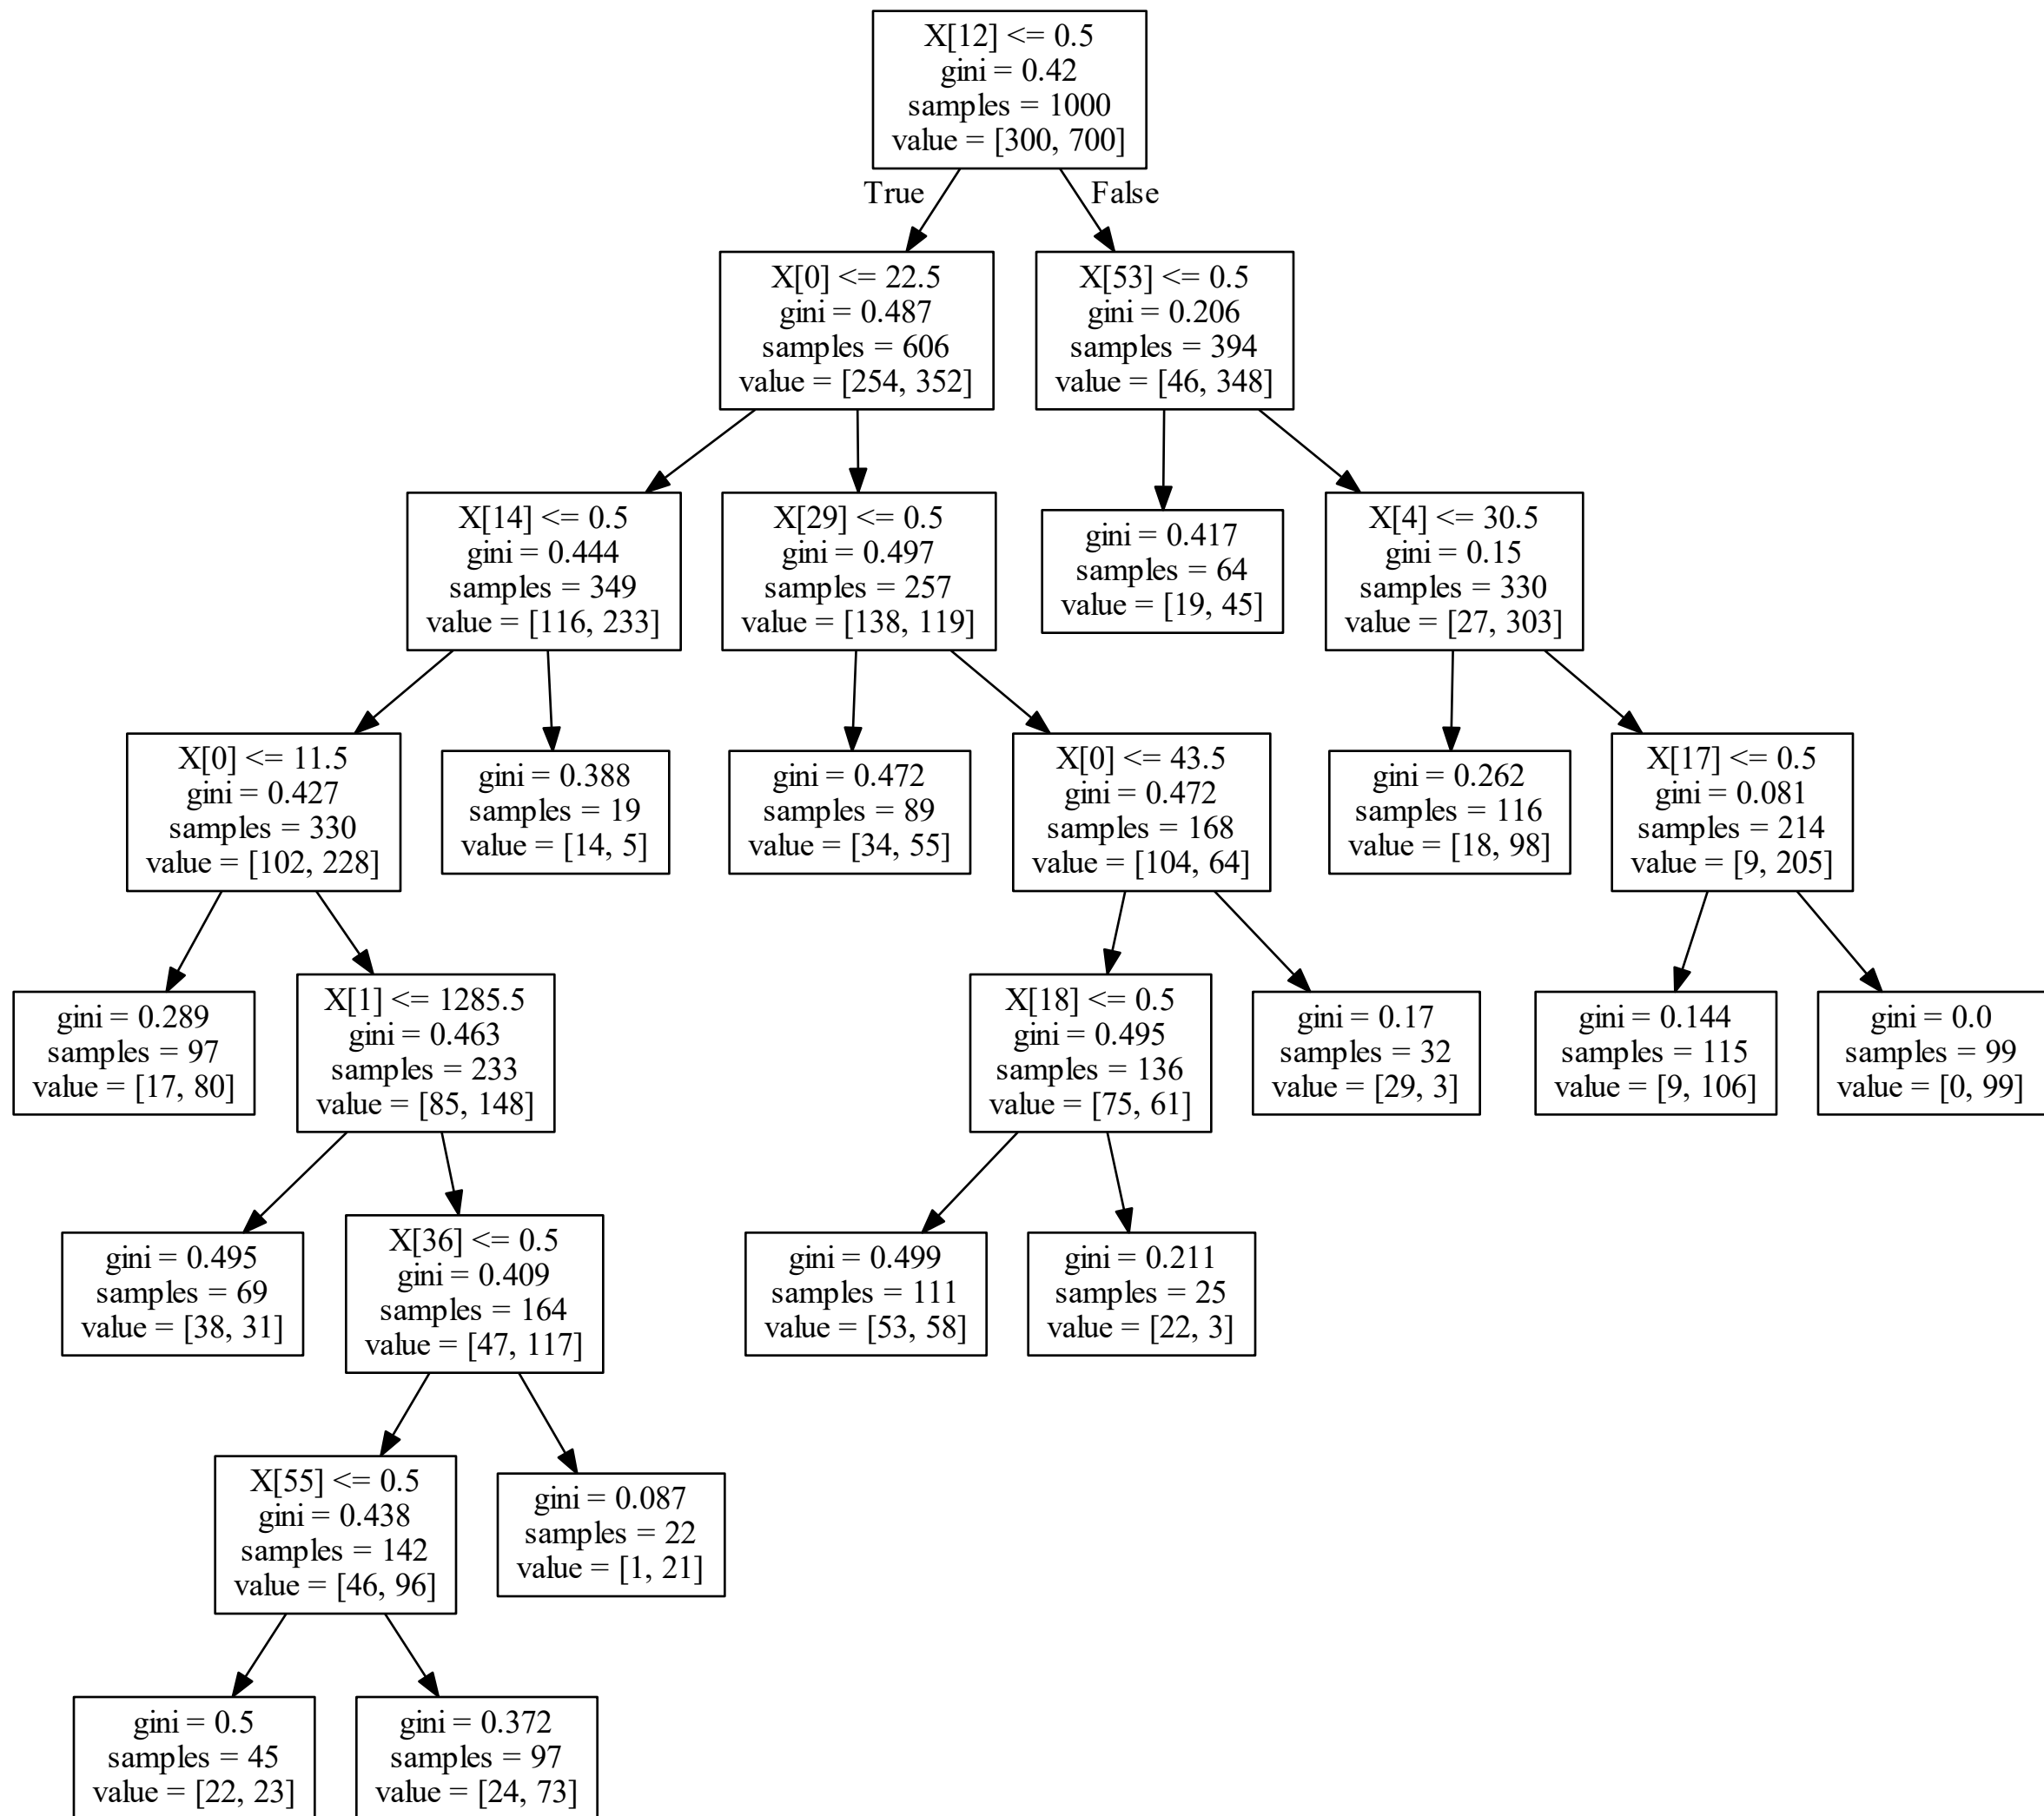 X[12] <= 0.5
gini = 0.42
samples = 1000
value = [300, 700]
True
False
X[0] <= 22.5
gini = 0.487
samples = 606
value = [254, 352]
X[53] <= 0.5
gini = 0.206
samples = 394
value = [46, 348]
X[14] <= 0.5
gini = 0.444
samples = 349
value = [116, 233]
X[29] <= 0.5
gini = 0.497
samples = 257
value = [138, 119]
gini = 0.417
samples = 64
value = [19, 45]
X[4] <= 30.5
gini = 0.15
samples = 330
value = [27, 303]
X[0] <= 11.5
gini = 0.427
samples = 330
value = [102, 228]
gini = 0.388
samples = 19
value = [14, 5]
gini = 0.472
samples = 89
value = [34, 55]
X[0] <= 43.5
gini = 0.472
samples = 168
value = [104, 64]
gini = 0.262
samples = 116
value = [18, 98]
X[17] <= 0.5
gini = 0.081
samples = 214
value = [9, 205]
gini = 0.289
samples = 97
value = [17, 80]
X[1] <= 1285.5
gini = 0.463
samples = 233
value = [85, 148]
X[18] <= 0.5
gini = 0.495
samples = 136
value = [75, 61]
gini = 0.17
samples = 32
value = [29, 3]
gini = 0.144
samples = 115
value = [9, 106]
gini = 0.0
samples = 99
value = [0, 99]
gini = 0.495
samples = 69
value = [38, 31]
X[36] <= 0.5
gini = 0.409
samples = 164
value = [47, 117]
gini = 0.499
samples = 111
value = [53, 58]
gini = 0.211
samples = 25
value = [22, 3]
X[55] <= 0.5
gini = 0.438
samples = 142
value = [46, 96]
gini = 0.087
samples = 22
value = [1, 21]
gini = 0.5
samples = 45
value = [22, 23]
gini = 0.372
samples = 97
value = [24, 73]